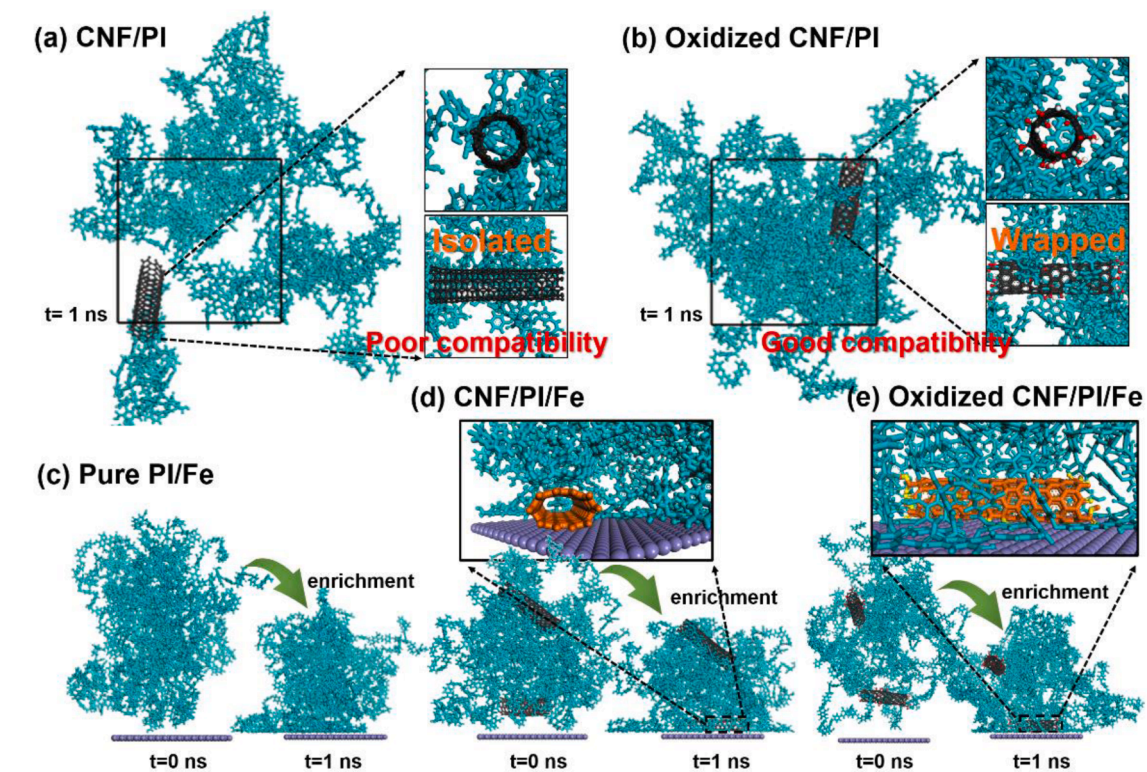 (a) CNF/PI
(b) Oxidized CNF/PI
Isolated
Wrapped
t= 1 ns
t= 1 ns
Poor compatibility
Good compatibility
(d) CNF/PI/Fe
(e) Oxidized CNF/PI/Fe
(c) Pure PI/Fe
enrichment
enrichment
enrichment
t=0 ns
t=1 ns
t=0 ns
t=1 ns
t=0 ns
t=1 ns